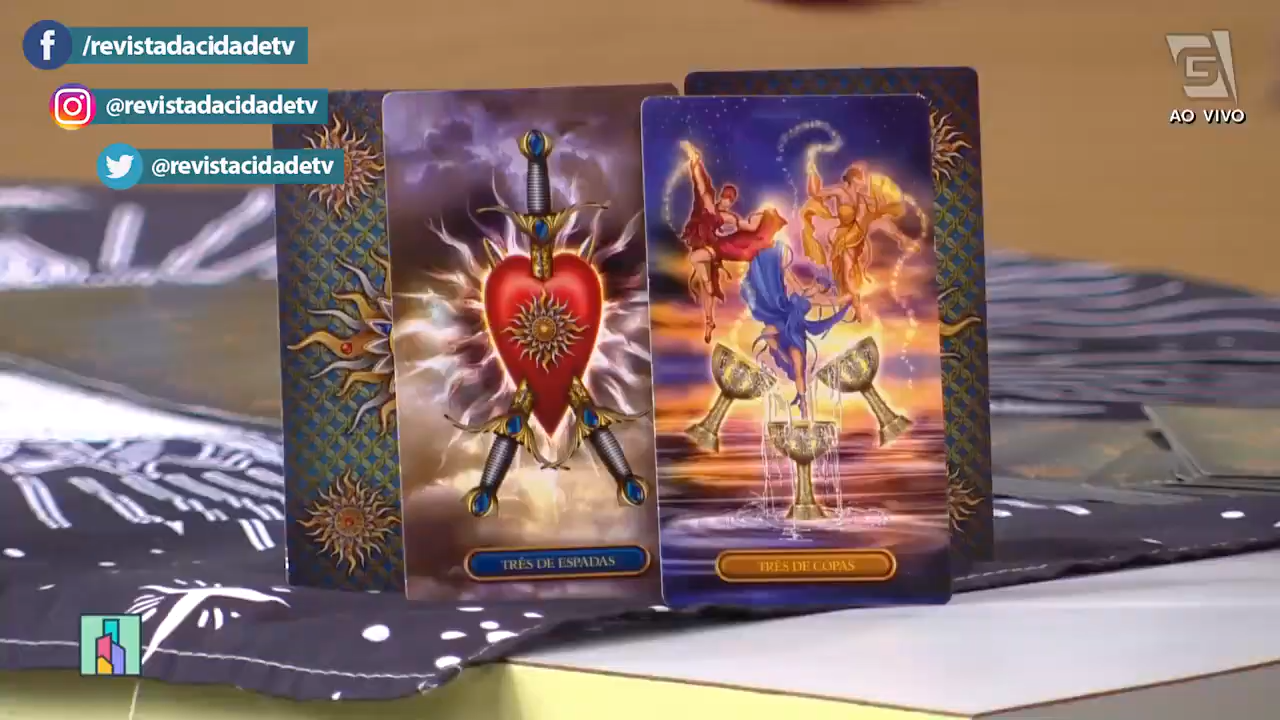 /revistadacidadetv
@revistadacidadetv
@revistacidadetv
AO VIVO
TRÊS DE ESPADAS
TRÊS DE COPAS